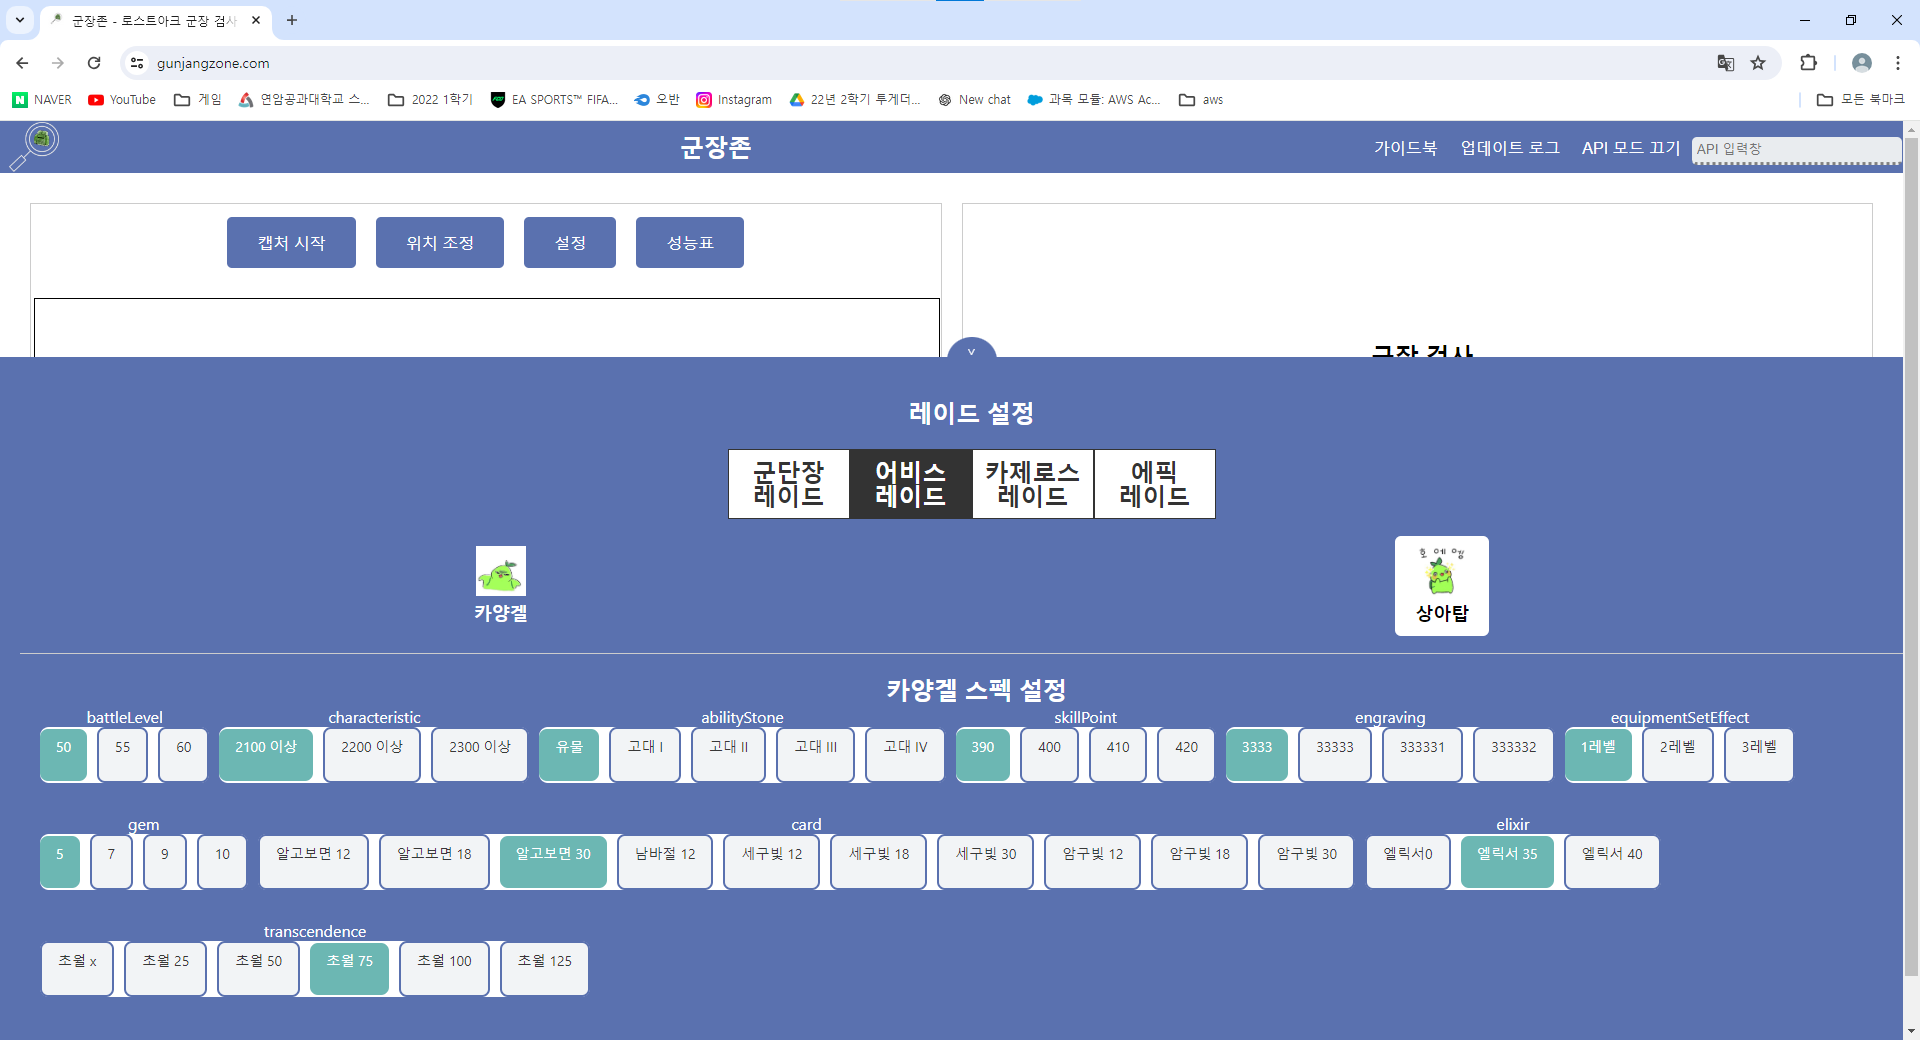 군장존 - 로스트아크 군장 검사
gunjangzone.com
NAVER YouTube 게임 연암공과대학교 스... 2022 1학기 EA SPORTS™ FIFA... 오반 Instagram 22년 2학기 투게더... New chat 과목 모듈: AWS Ac... aws 모든 북마크
군장존 가이드북 업데이트 로그 API 모드 끄기 API 입력창
캡처 시작 위치 조정 설정 성능표
군장 검사
˅
레이드 설정
군단장 어비스 카제로스 에픽
레이드 레이드 레이드 레이드
호에엥
카양겔 상아탑
카양겔 스펙 설정
battleLevel characteristic abilityStone skillPoint engraving equipmentSetEffect
50 55 60 2100 이상 2200 이상 2300 이상 유물 고대 I 고대 II 고대 III 고대 IV 390 400 410 420 3333 33333 333331 333332 1레벨 2레벨 3레벨
gem card elixir
5 7 9 10 알고보면 12 알고보면 18 알고보면 30 남바절 12 세구빛 12 세구빛 18 세구빛 30 암구빛 12 암구빛 18 암구빛 30 엘릭서0 엘릭서 35 엘릭서 40
transcendence
초월 x 초월 25 초월 50 초월 75 초월 100 초월 125